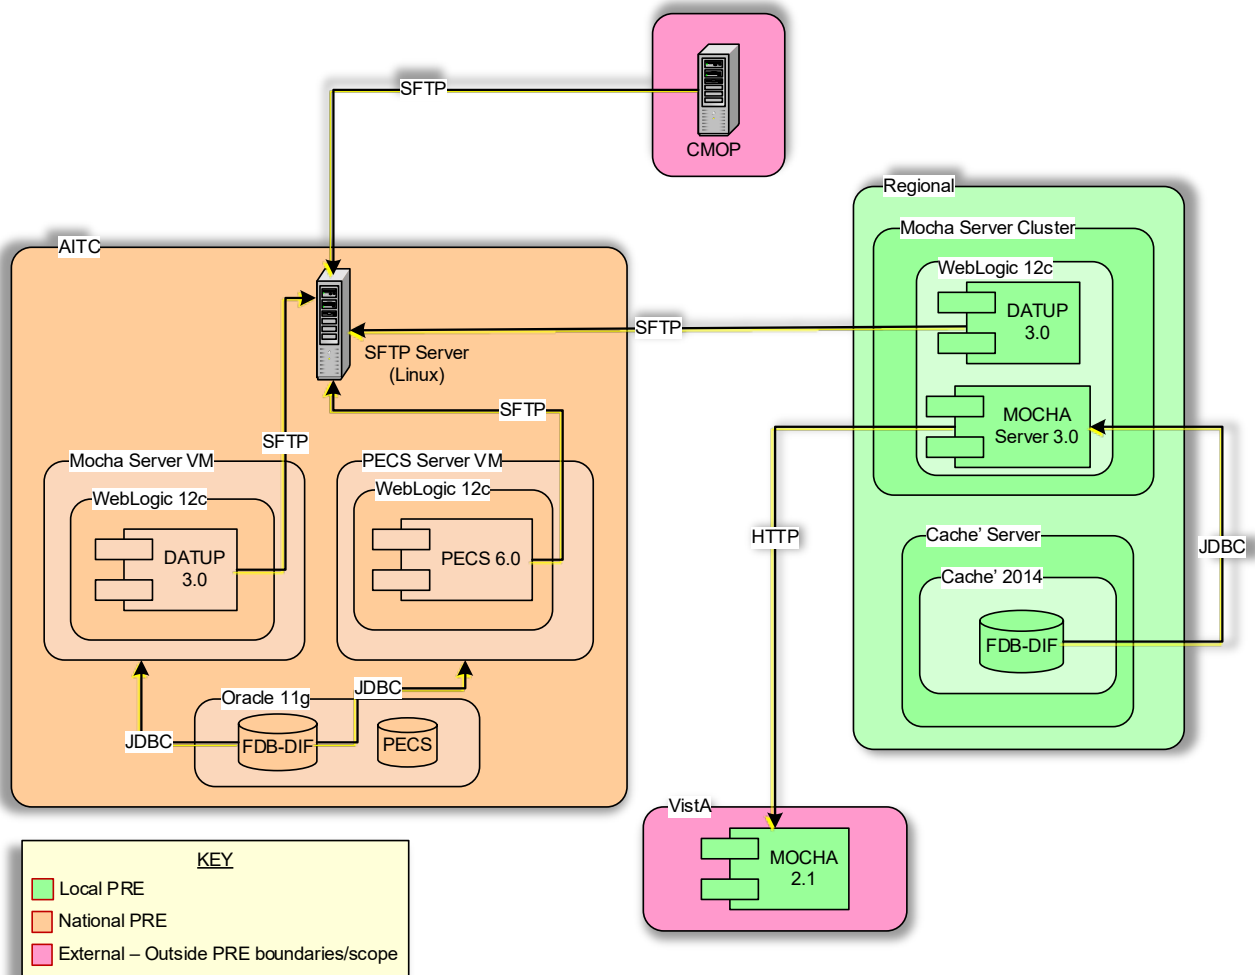 SFTP
CMOP
Regional
Mocha Server Cluster
WebLogic 12c
DATUP
3.0
MOCHA
Server 3.0
AITC
SFTP
SFTP Server
(Linux)
SFTP
SFTP
Mocha Server VM
WebLogic 12c
DATUP
3.0
PECS Server VM
WebLogic 12c
PECS 6.0
HTTP
JDBC
Cache’ Server
Cache’ 2014
FDB-DIF
JDBC
Oracle 11g
JDBC
FDB-DIF
PECS
VistA
MOCHA
2.1
KEY
Local PRE
National PRE
External – Outside PRE boundaries/scope